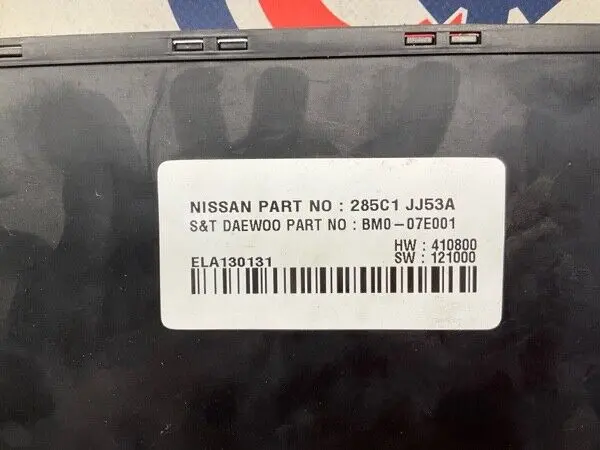 NISSAN PART NO : 285C1 JJ53A
S&T DAEWOO PART NO : BM0-07E001
HW : 410800
ELA130131 SW : 121000